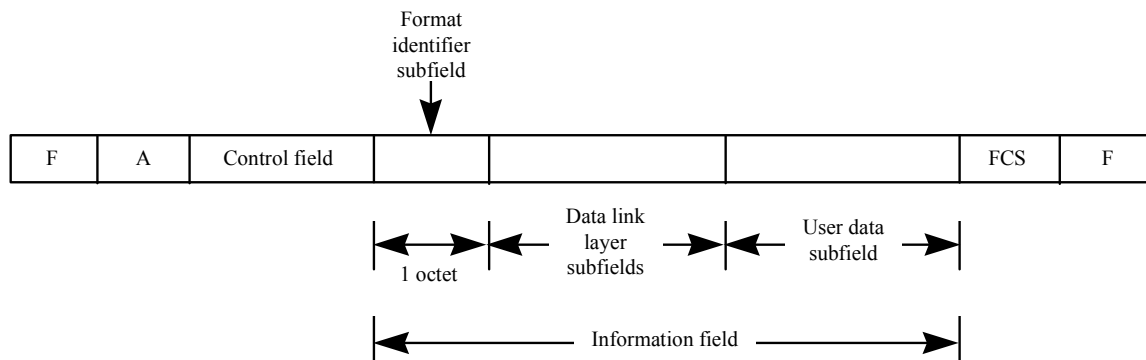 Format
identifier
subfield
F
A
Control field
FCS
F
1 octet
Data link
layer
subfields
User data
subfield
Information field